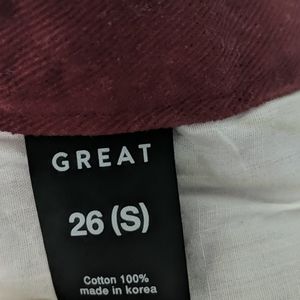 GREAT
26 (S)
Cotton 100%
made in korea